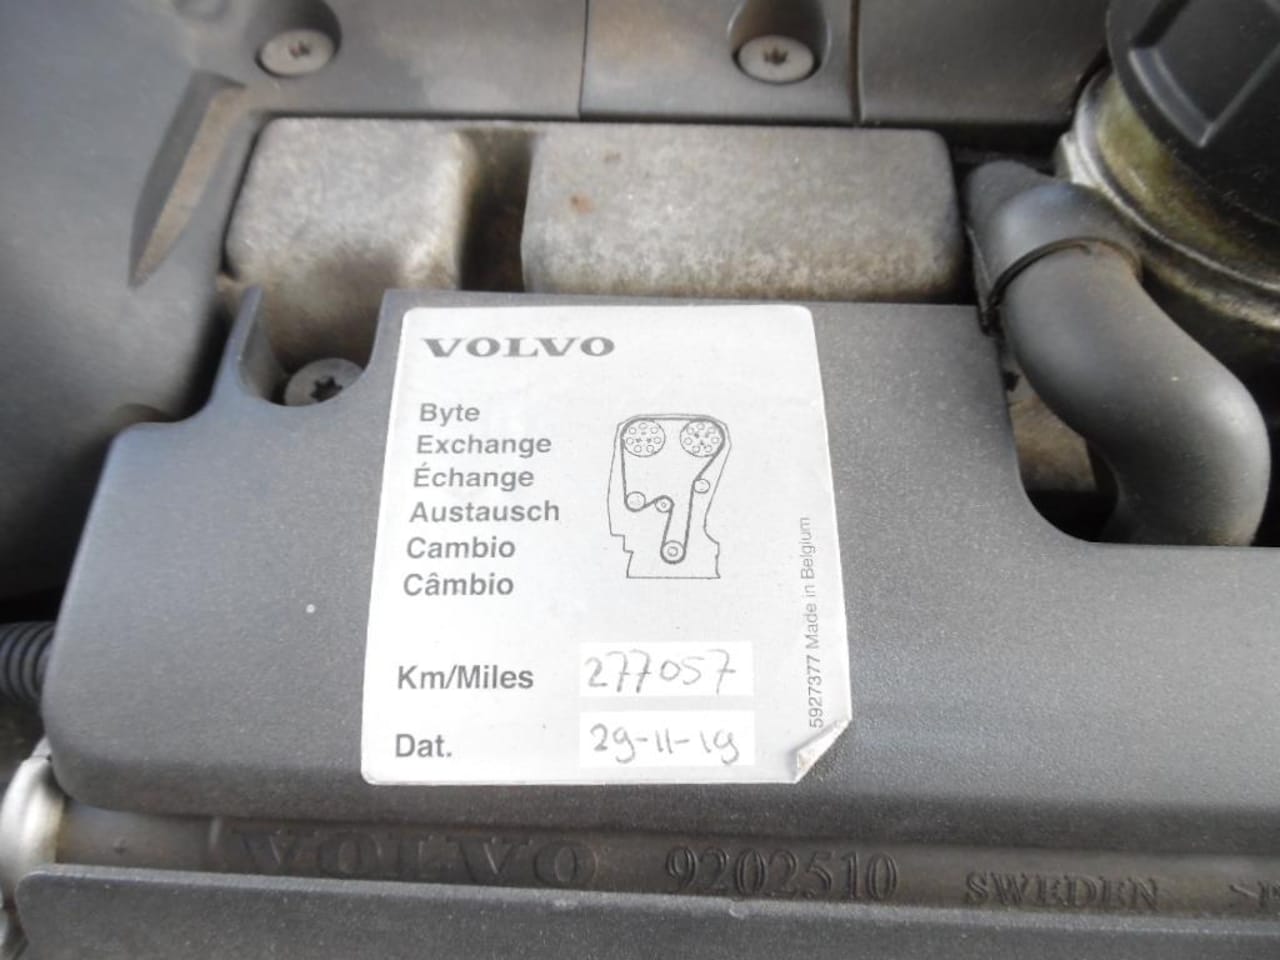 VOLVO
Byte
Exchange
Échange
Austausch
Cambio
Câmbio
Km/Miles 277057
Dat. 29-11-19
5927377 Made in Belgium
VOLVO 9202510 SWEDEN